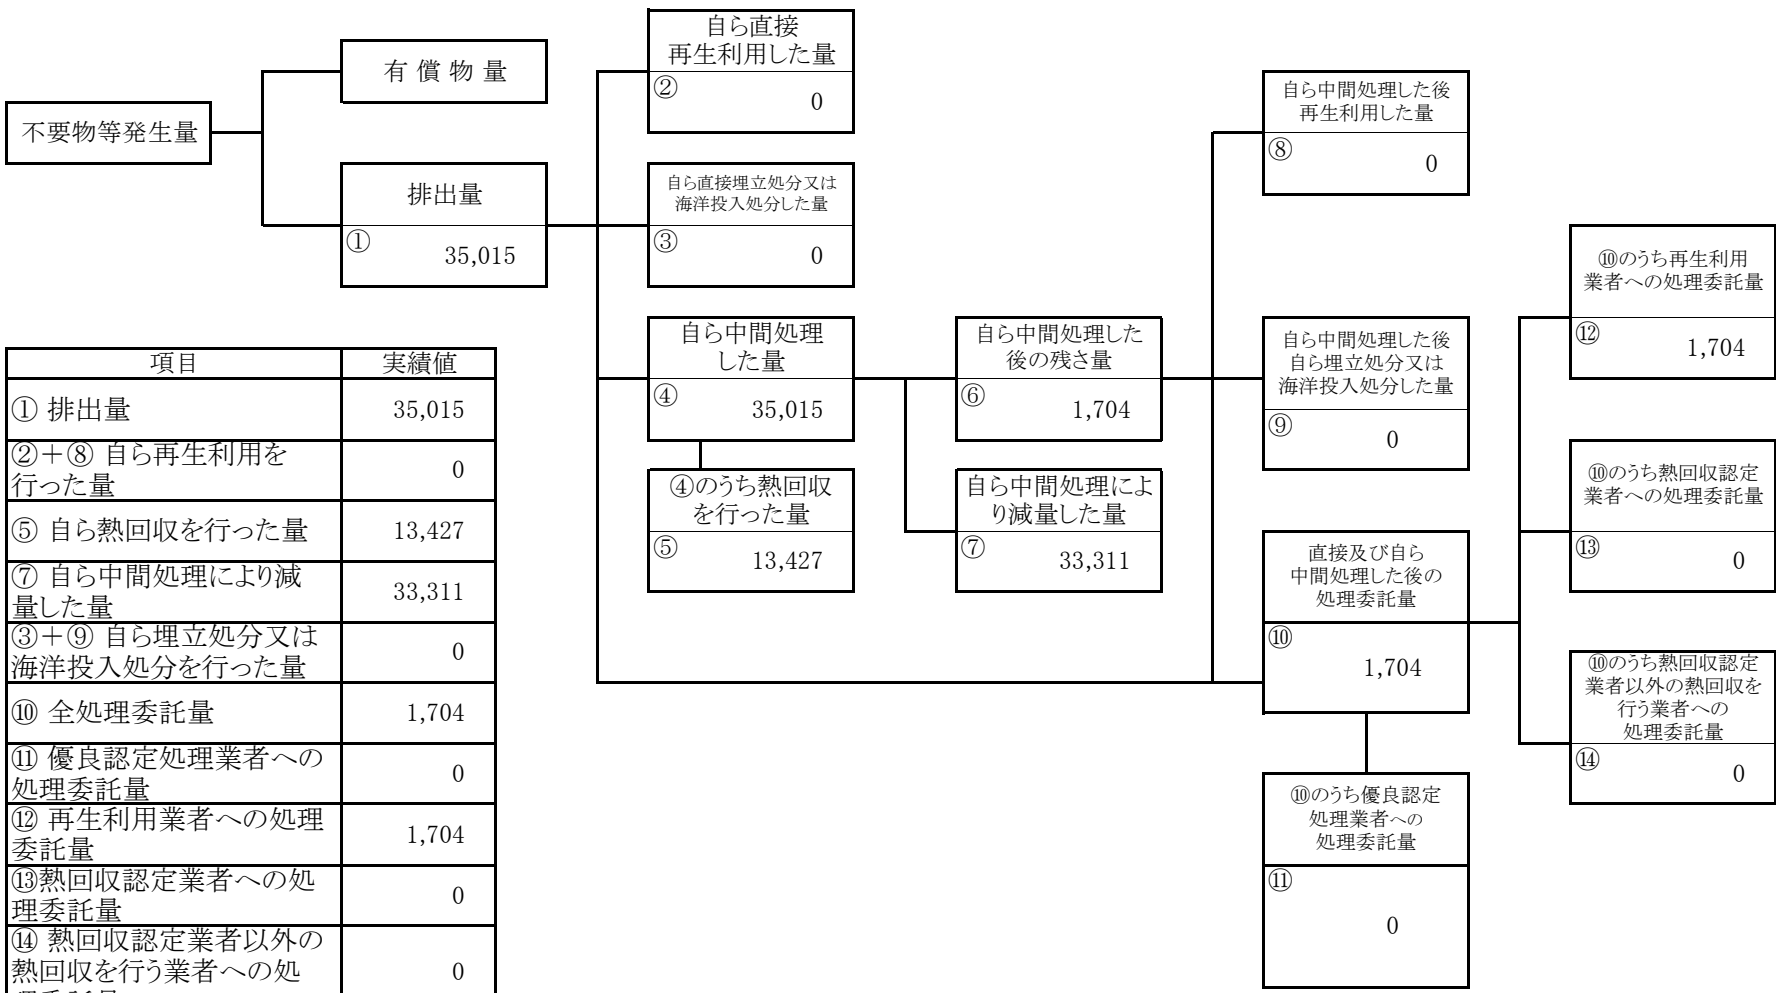 不要物等発生量
有 償 物 量
排出量
①
35,015
自ら直接
再生利用した量
②
0
自ら直接埋立処分又は
海洋投入処分した量
③
0
自ら中間処理
した量
④
35,015
④のうち熱回収
を行った量
⑤
13,427
自ら中間処理した
後の残さ量
⑥
1,704
自ら中間処理によ
り減量した量
⑦
33,311
自ら中間処理した後
再生利用した量
⑧
0
自ら中間処理した後
自ら埋立処分又は
海洋投入処分した量
⑨
0
直接及び自ら
中間処理した後の
処理委託量
⑩
1,704
⑩のうち優良認定
処理業者への
処理委託量
⑪
0
⑩のうち再生利用
業者への処理委託量
⑫
1,704
⑩のうち熱回収認定
業者への処理委託量
⑬
0
⑩のうち熱回収認定
業者以外の熱回収を
行う業者への
処理委託量
⑭
0
項目 実績値
① 排出量 35,015
②+⑧ 自ら再生利用を
行った量 0
⑤ 自ら熱回収を行った量 13,427
⑦ 自ら中間処理により減
量した量 33,311
③+⑨ 自ら埋立処分又は
海洋投入処分を行った量 0
⑩ 全処理委託量 1,704
⑪ 優良認定処理業者への
処理委託量 0
⑫ 再生利用業者への処理
委託量 1,704
⑬熱回収認定業者への処
理委託量 0
⑭ 熱回収認定業者以外の
熱回収を行う業者への処 0